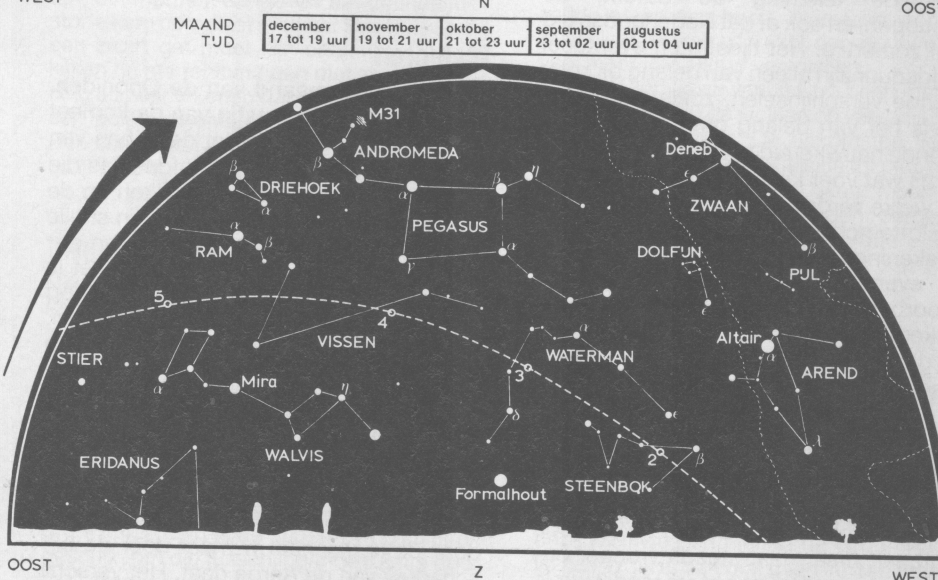 WEST
N
OOST
MAAND
TIJD
december
17 tot 19 uur
november
19 tot 21 uur
oktober
21 tot 23 uur
september
23 tot 02 uur
augustus
02 tot 04 uur
M31
β
ANDROMEDA
Deneb
β
DRIEHOEK
α
α
β
η
ε
ZWAAN
α
RAM
β
PEGASUS
γ
α
DOLFIJN
β
PIJL
ε
5
4
STIER
VISSEN
α
Mira
η
WATERMAN
α
3
δ
ε
Altair
α
AREND
λ
ERIDANUS
WALVIS
Formalhout
STEENBOK
2
β
OOST
Z
WEST